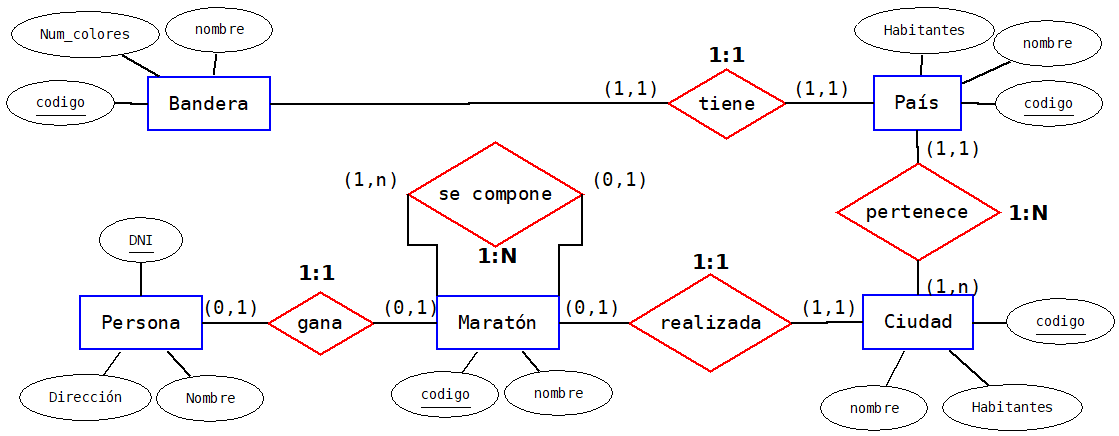 Num_colores
nombre
codigo
Bandera
(1,1)
1:1
tiene
(1,1)
Habitantes
nombre
País
codigo
(1,1)
pertenece
1:N
(1,n)
(1,n)
se compone
(0,1)
1:N
DNI
Persona
(0,1)
1:1
gana
(0,1)
Maratón
(0,1)
1:1
realizada
(1,1)
Ciudad
codigo
Dirección
Nombre
codigo
nombre
nombre
Habitantes